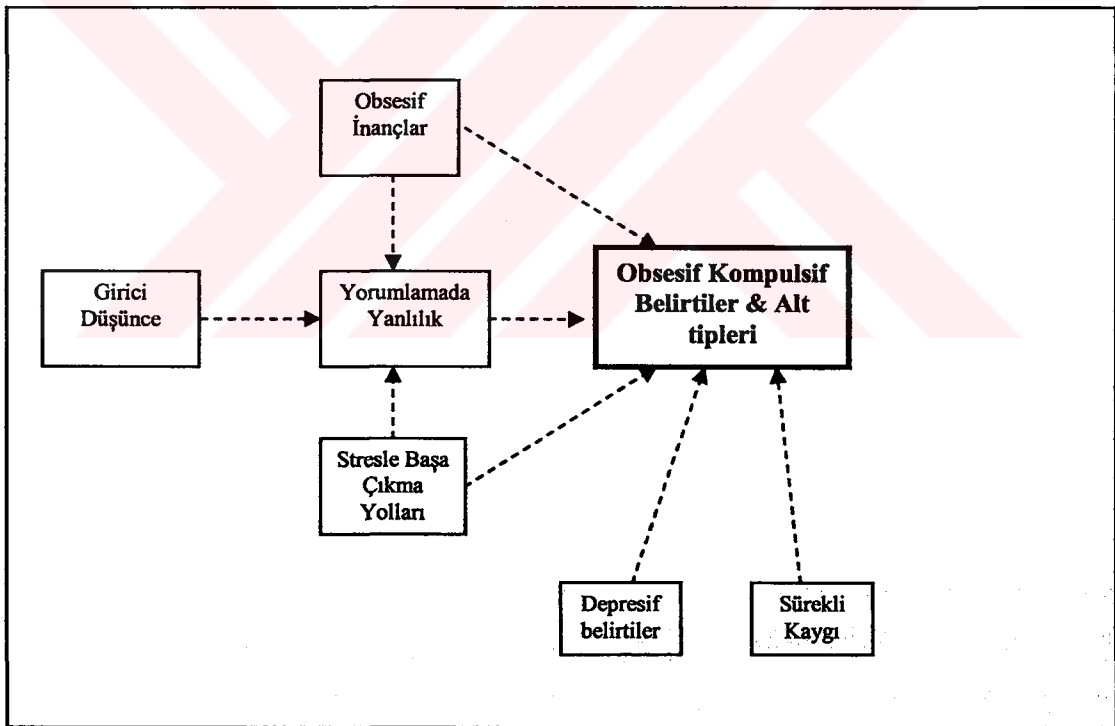 Obsesif
İnançlar
Girici
Düşünce
Yorumlamada
Yanlılık
Obsesif Kompulsif
Belirtiler & Alt
tipleri
Stresle Başa
Çıkma
Yolları
Depresif
belirtiler
Sürekli
Kaygı